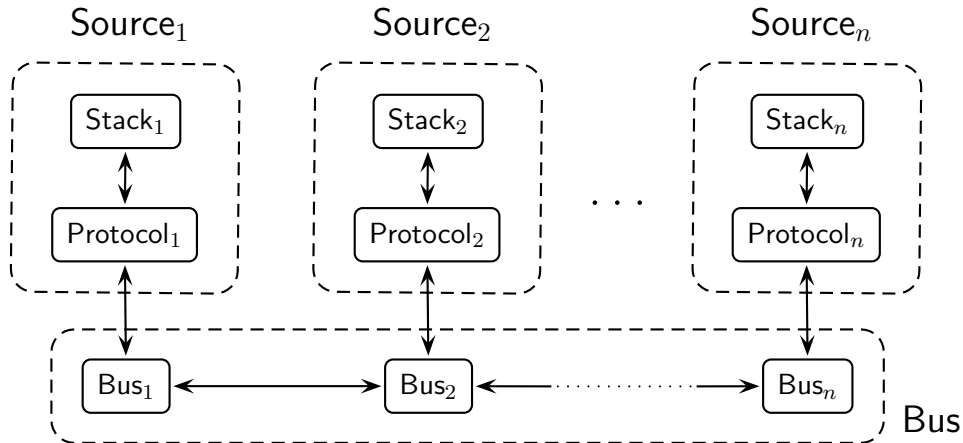 Source₁ Source₂ Sourceₙ
Stack₁ Stack₂ Stackₙ
. . .
Protocol₁ Protocol₂ Protocolₙ
Bus₁ Bus₂ Busₙ
Bus